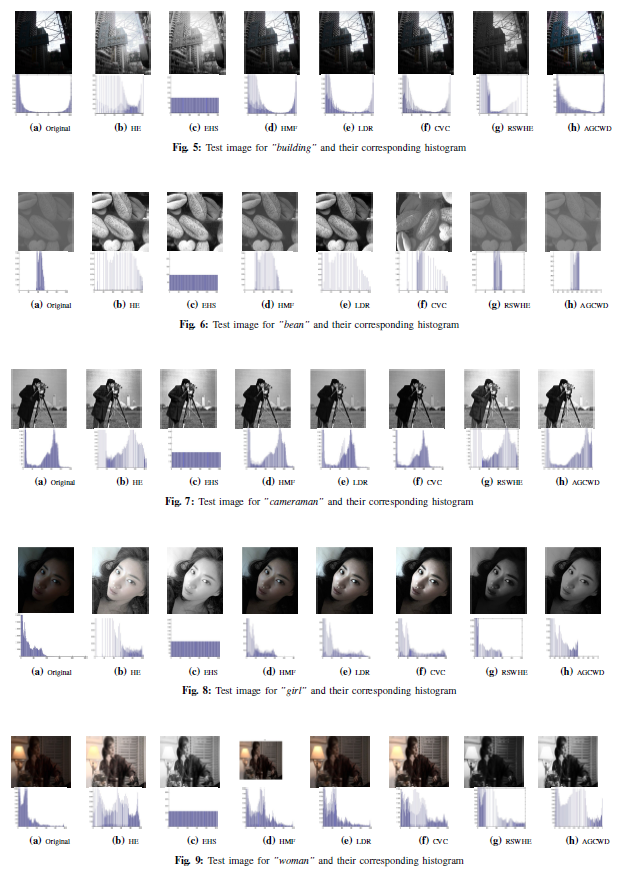 (a) Original (b) HE (c) EHS (d) HMF (e) LDR (f) CVC (g) RSWHE (h) AGCWD
Fig. 5: Test image for "building" and their corresponding histogram
(a) Original (b) HE (c) EHS (d) HMF (e) LDR (f) CVC (g) RSWHE (h) AGCWD
Fig. 6: Test image for "bean" and their corresponding histogram
(a) Original (b) HE (c) EHS (d) HMF (e) LDR (f) CVC (g) RSWHE (h) AGCWD
Fig. 7: Test image for "cameraman" and their corresponding histogram
(a) Original (b) HE (c) EHS (d) HMF (e) LDR (f) CVC (g) RSWHE (h) AGCWD
Fig. 8: Test image for "girl" and their corresponding histogram
(a) Original (b) HE (c) EHS (d) HMF (e) LDR (f) CVC (g) RSWHE (h) AGCWD
Fig. 9: Test image for "woman" and their corresponding histogram